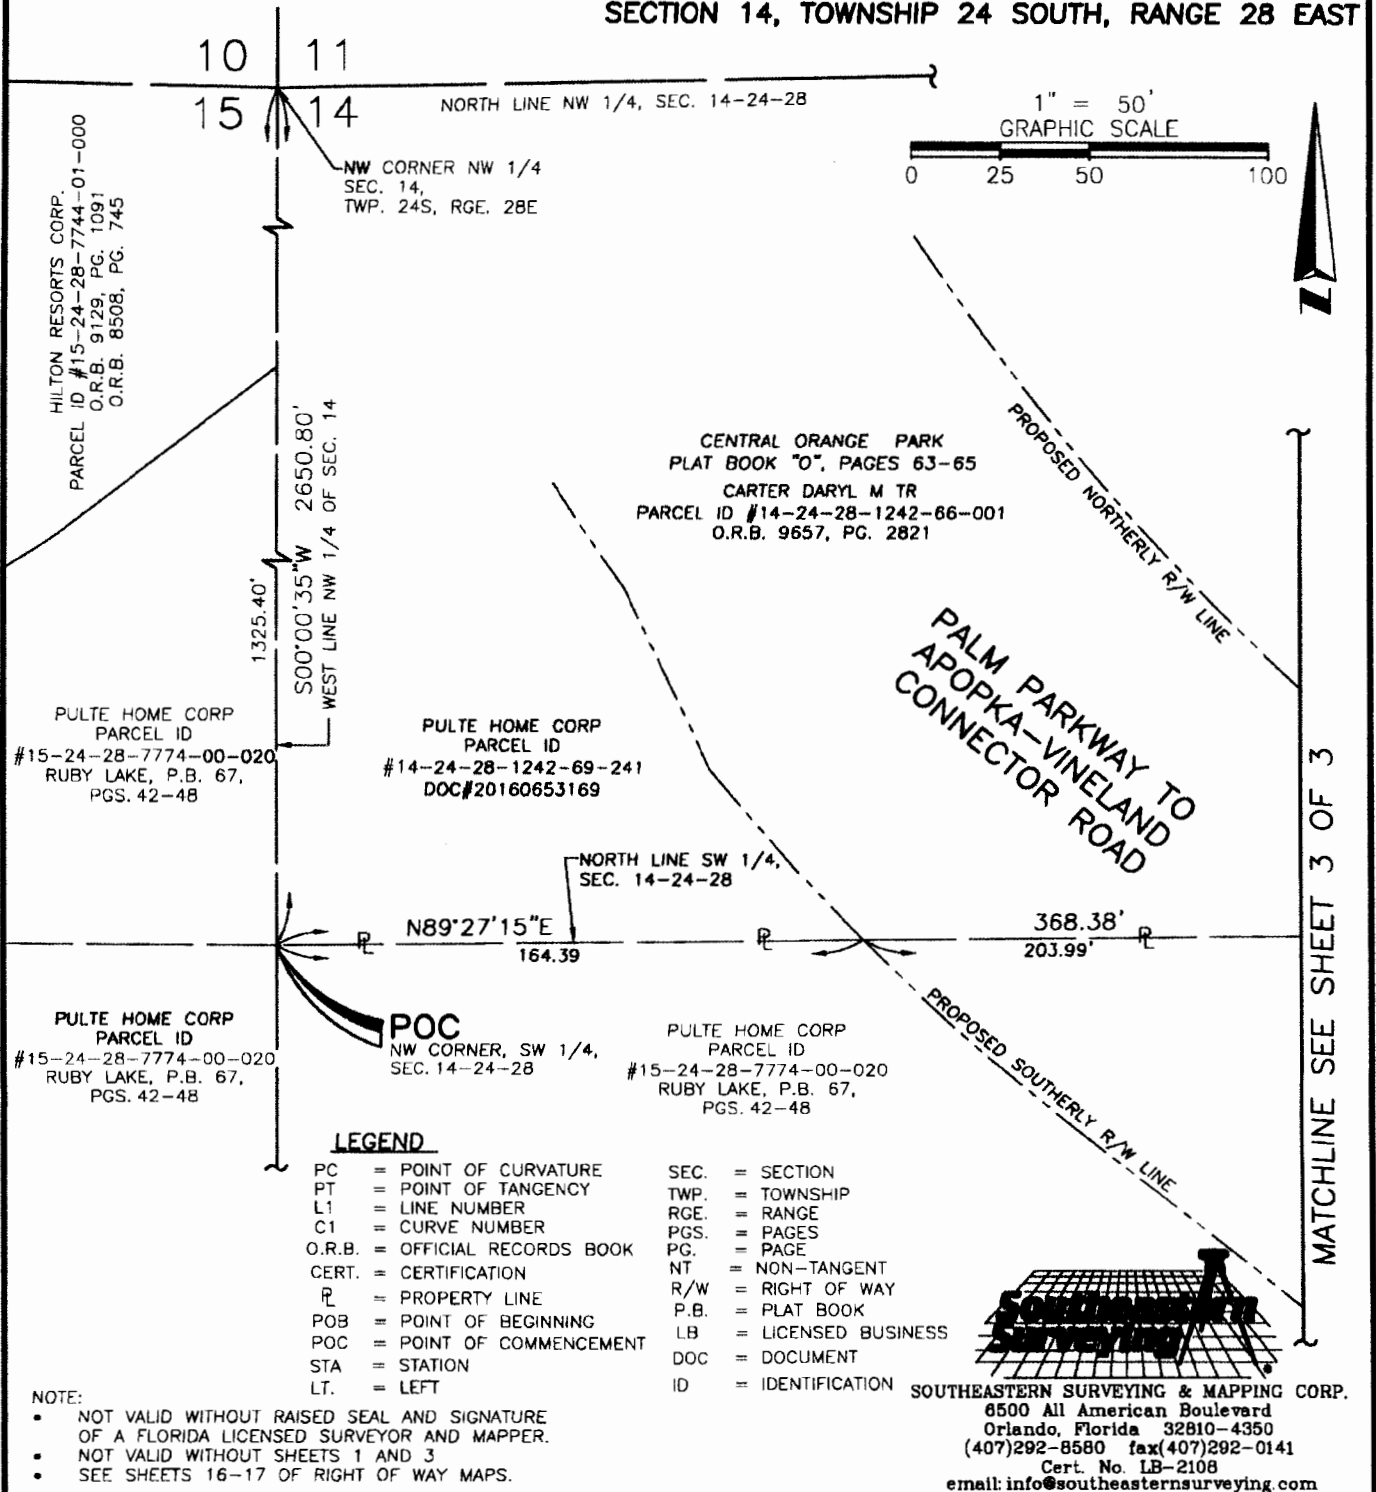 SECTION 14, TOWNSHIP 24 SOUTH, RANGE 28 EAST
10 11
15 14
NORTH LINE NW 1/4, SEC. 14-24-28
1" = 50'
GRAPHIC SCALE
0 25 50 100
NW CORNER NW 1/4
SEC. 14,
TWP. 24S, RGE. 28E
HILTON RESORTS CORP.
PARCEL ID #15-24-28-7744-01-000
O.R.B. 9129, PG. 1091
O.R.B. 8508, PG. 745
1325.40'
S00°00'35"W 2650.80'
WEST LINE NW 1/4 OF SEC. 14
CENTRAL ORANGE PARK
PLAT BOOK "O", PAGES 63-65
CARTER DARYL M TR
PARCEL ID #14-24-28-1242-66-001
O.R.B. 9657, PG. 2821
PROPOSED NORTHERLY R/W LINE
PALM PARKWAY TO
APOPKA-VINELAND
CONNECTOR ROAD
PULTE HOME CORP
PARCEL ID
#15-24-28-7774-00-020
RUBY LAKE, P.B. 67,
PGS. 42-48
PULTE HOME CORP
PARCEL ID
#14-24-28-1242-69-241
DOC#20160653169
NORTH LINE SW 1/4,
SEC. 14-24-28
N89°27'15"E
164.39
368.38'
203.99'
PL
PL
PL
MATCHLINE SEE SHEET 3 OF 3
POC
NW CORNER, SW 1/4,
SEC. 14-24-28
PULTE HOME CORP
PARCEL ID
#15-24-28-7774-00-020
RUBY LAKE, P.B. 67,
PGS. 42-48
PULTE HOME CORP
PARCEL ID
#15-24-28-7774-00-020
RUBY LAKE, P.B. 67,
PGS. 42-48
PROPOSED SOUTHERLY R/W LINE
LEGEND
PC = POINT OF CURVATURE
PT = POINT OF TANGENCY
L1 = LINE NUMBER
C1 = CURVE NUMBER
O.R.B. = OFFICIAL RECORDS BOOK
CERT. = CERTIFICATION
PL = PROPERTY LINE
POB = POINT OF BEGINNING
POC = POINT OF COMMENCEMENT
STA = STATION
LT. = LEFT
SEC. = SECTION
TWP. = TOWNSHIP
RGE. = RANGE
PGS. = PAGES
PG. = PAGE
NT = NON-TANGENT
R/W = RIGHT OF WAY
P.B. = PLAT BOOK
LB = LICENSED BUSINESS
DOC = DOCUMENT
ID = IDENTIFICATION
NOTE:
• NOT VALID WITHOUT RAISED SEAL AND SIGNATURE
OF A FLORIDA LICENSED SURVEYOR AND MAPPER.
• NOT VALID WITHOUT SHEETS 1 AND 3
• SEE SHEETS 16-17 OF RIGHT OF WAY MAPS.
Southeastern
Surveying
SOUTHEASTERN SURVEYING & MAPPING CORP.
6500 All American Boulevard
Orlando, Florida 32810-4350
(407)292-8580 fax(407)292-0141
Cert. No. LB-2108
email: info@southeasternsurveying.com